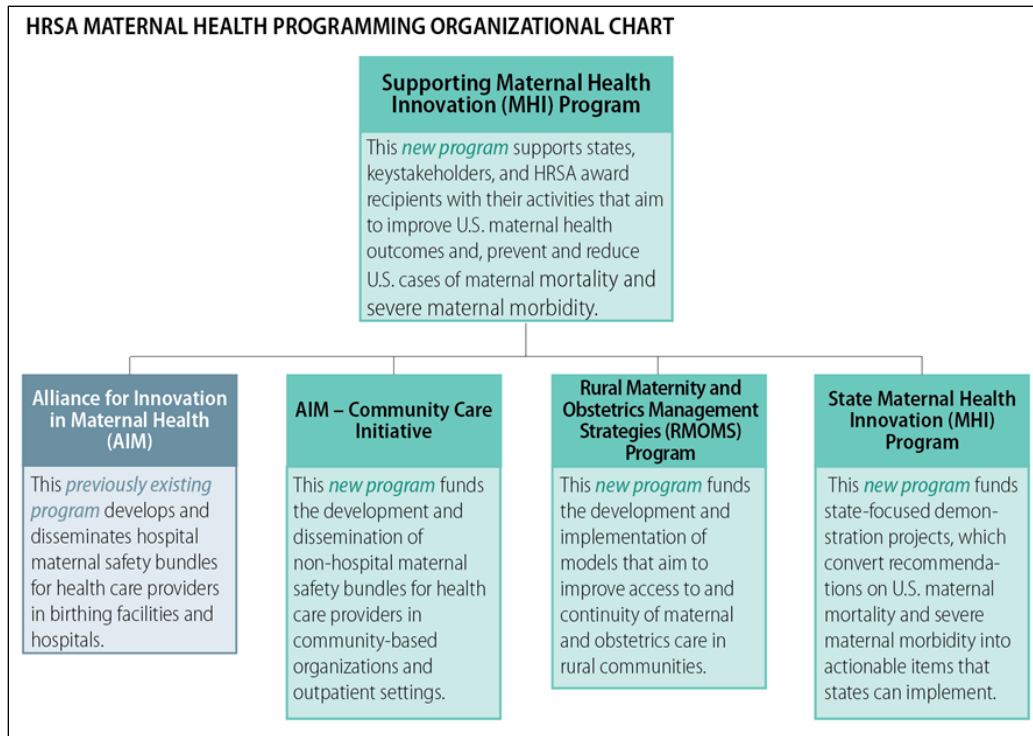 HRSA MATERNAL HEALTH PROGRAMMING ORGANIZATIONAL CHART
Supporting Maternal Health
Innovation (MHI) Program
This new program supports states,
keystakeholders, and HRSA award
recipients with their activities that aim
to improve U.S. maternal health
outcomes and, prevent and reduce
U.S. cases of maternal mortality and
severe maternal morbidity.
Alliance for Innovation
in Maternal Health
(AIM)
This previously existing
program develops and
disseminates hospital
maternal safety bundles
for health care providers
in birthing facilities and
hospitals.
AIM – Community Care
Initiative
This new program funds
the development and
dissemination of
non-hospital maternal
safety bundles for health
care providers in
community-based
organizations and
outpatient settings.
Rural Maternity and
Obstetrics Management
Strategies (RMOMS)
Program
This new program funds
the development and
implementation of
models that aim to
improve access to and
continuity of maternal
and obstetrics care in
rural communities.
State Maternal Health
Innovation (MHI)
Program
This new program funds
state-focused demon-
stration projects, which
convert recommenda-
tions on U.S. maternal
mortality and severe
maternal morbidity into
actionable items that
states can implement.